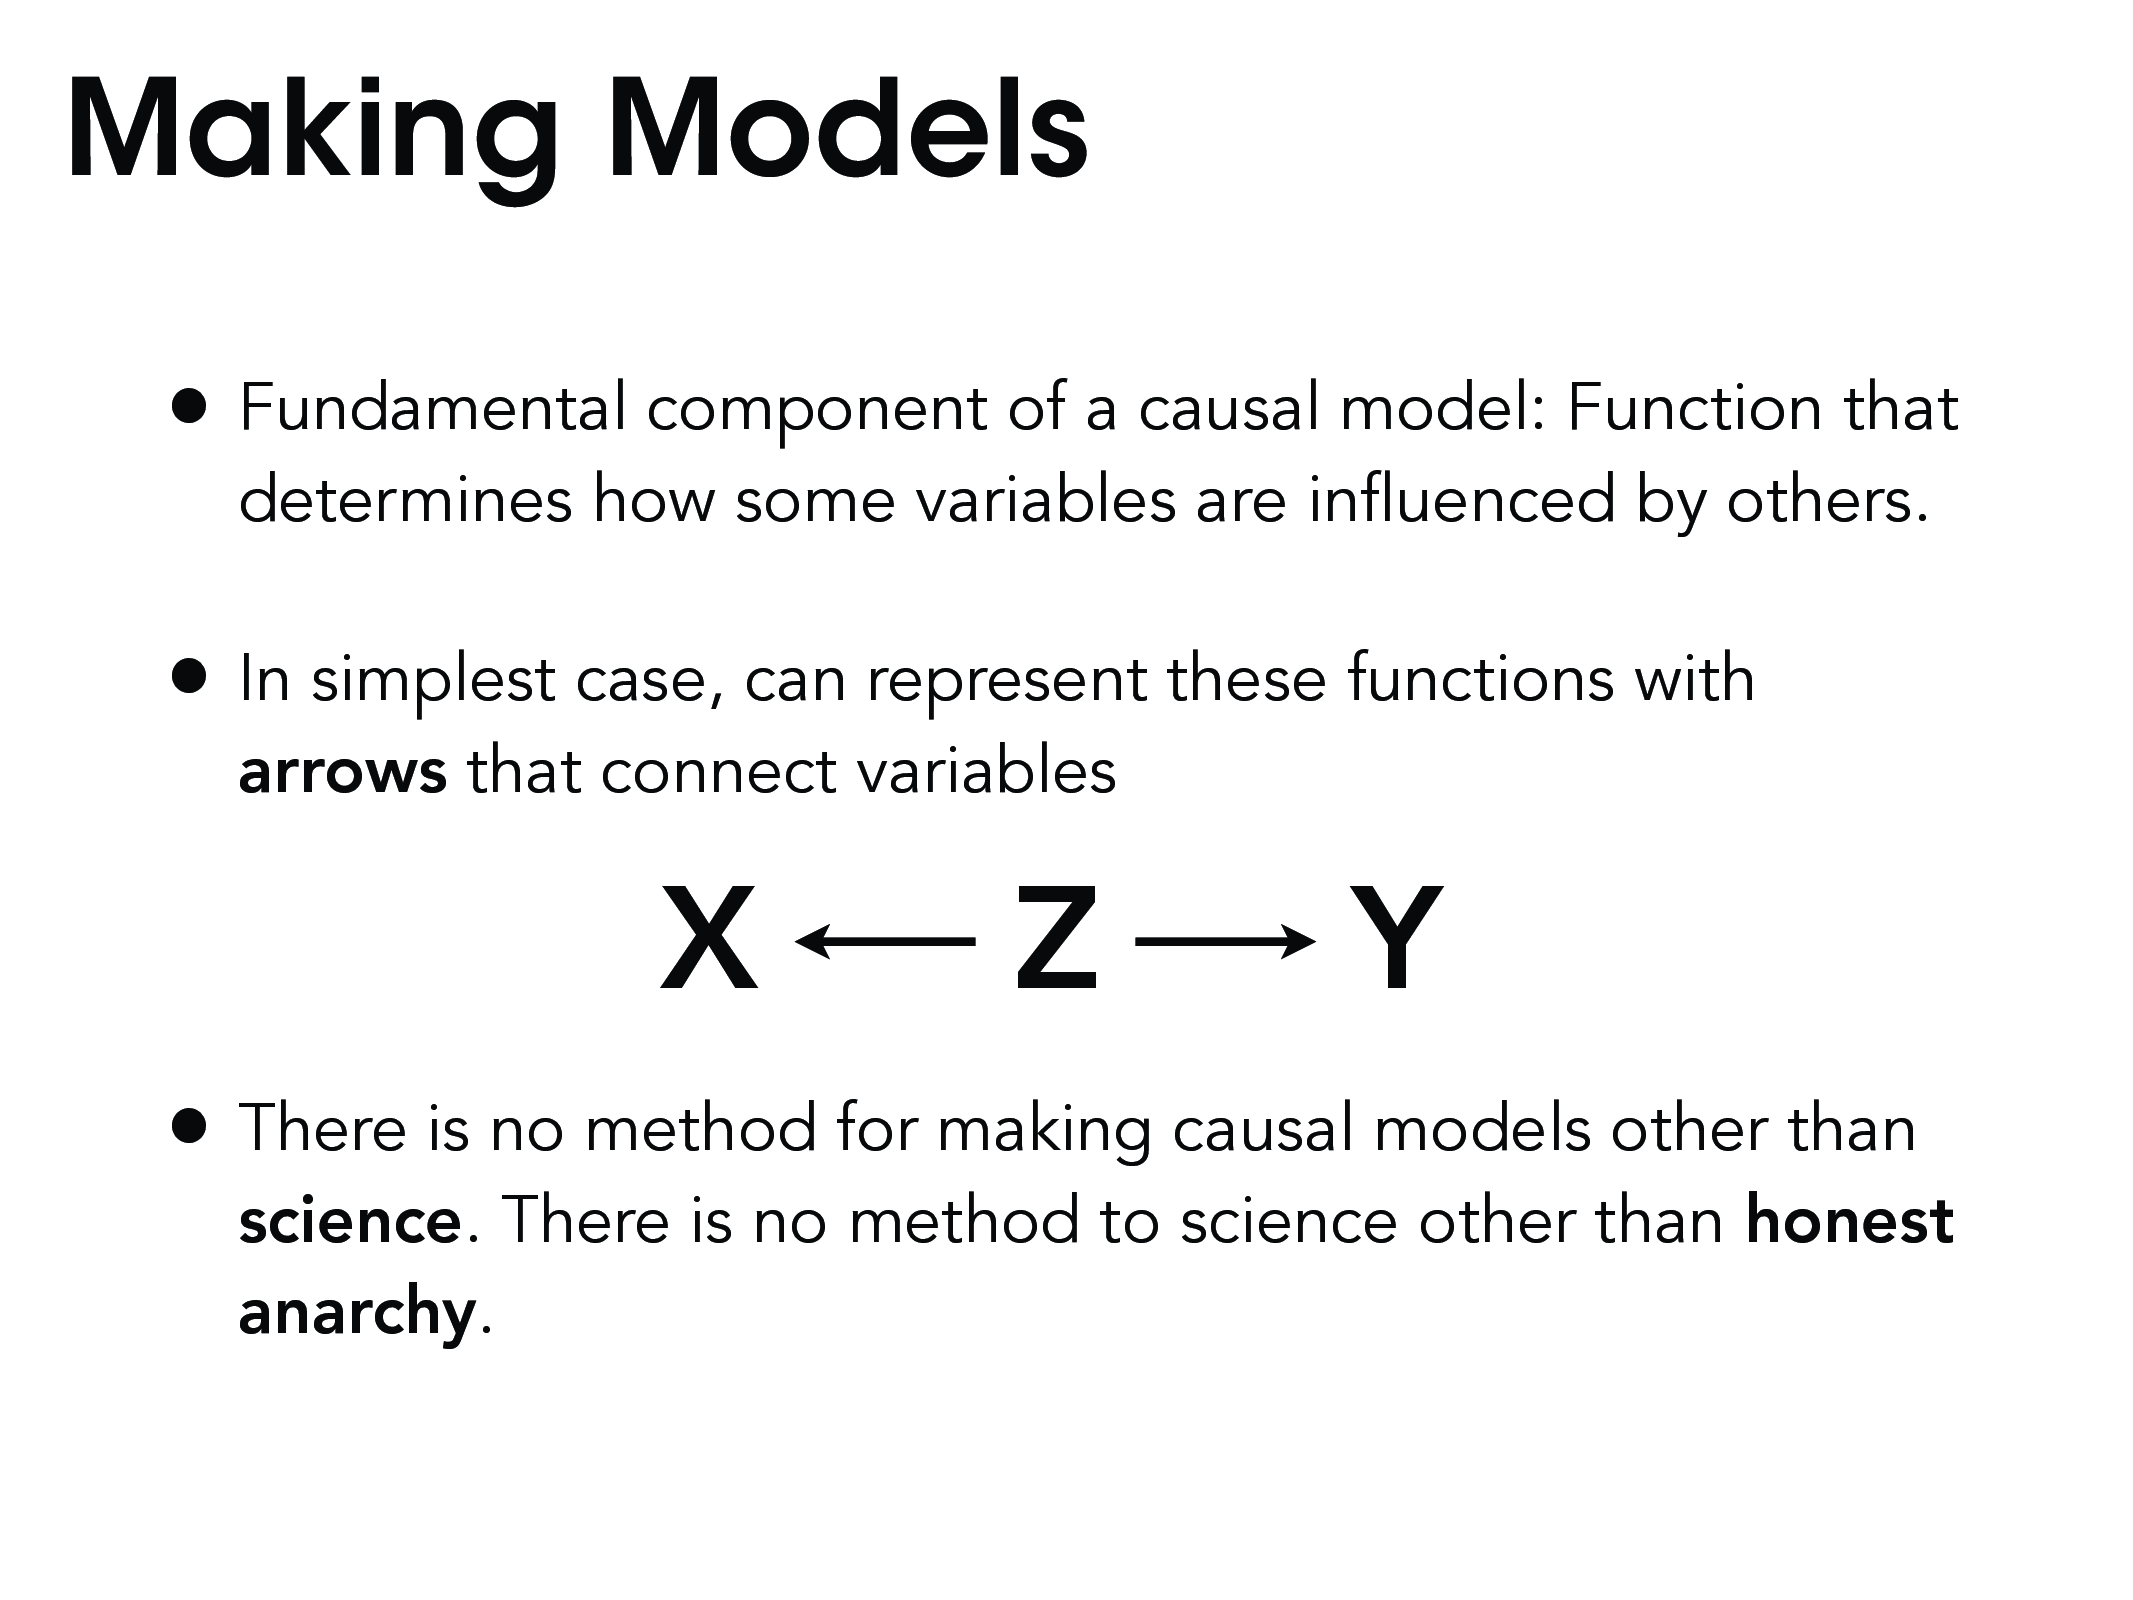 Making Models
• Fundamental component of a causal model: Function that
determines how some variables are influenced by others.
• In simplest case, can represent these functions with
arrows that connect variables
X ← Z → Y
• There is no method for making causal models other than
science. There is no method to science other than honest
anarchy.